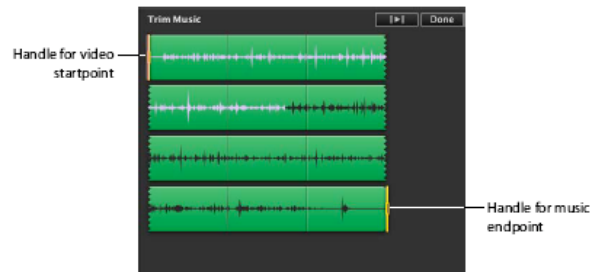 Trim Music
Done
Handle for video
startpoint
Handle for music
endpoint